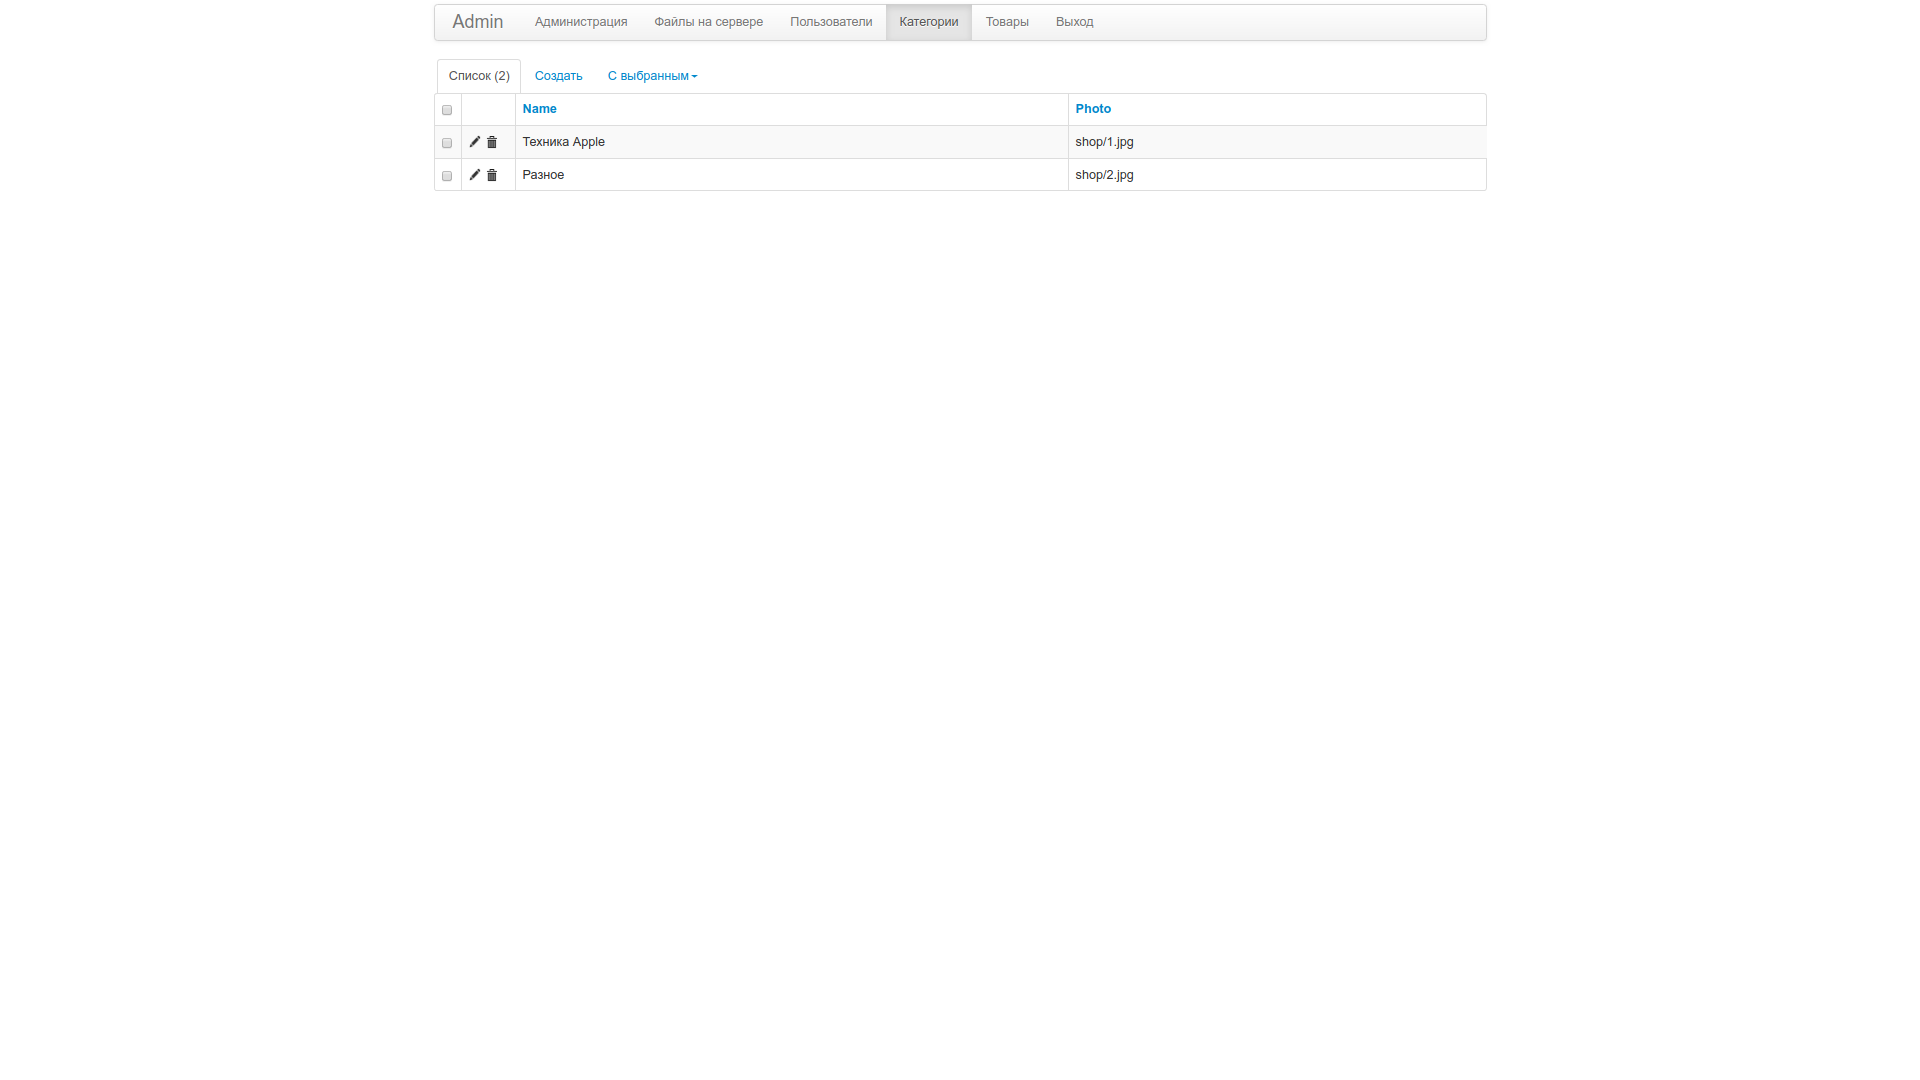 Admin Администрация Файлы на сервере Пользователи Категории Товары Выход
Список (2) Создать С выбранным
Name Photo
Техника Apple shop/1.jpg
Разное shop/2.jpg